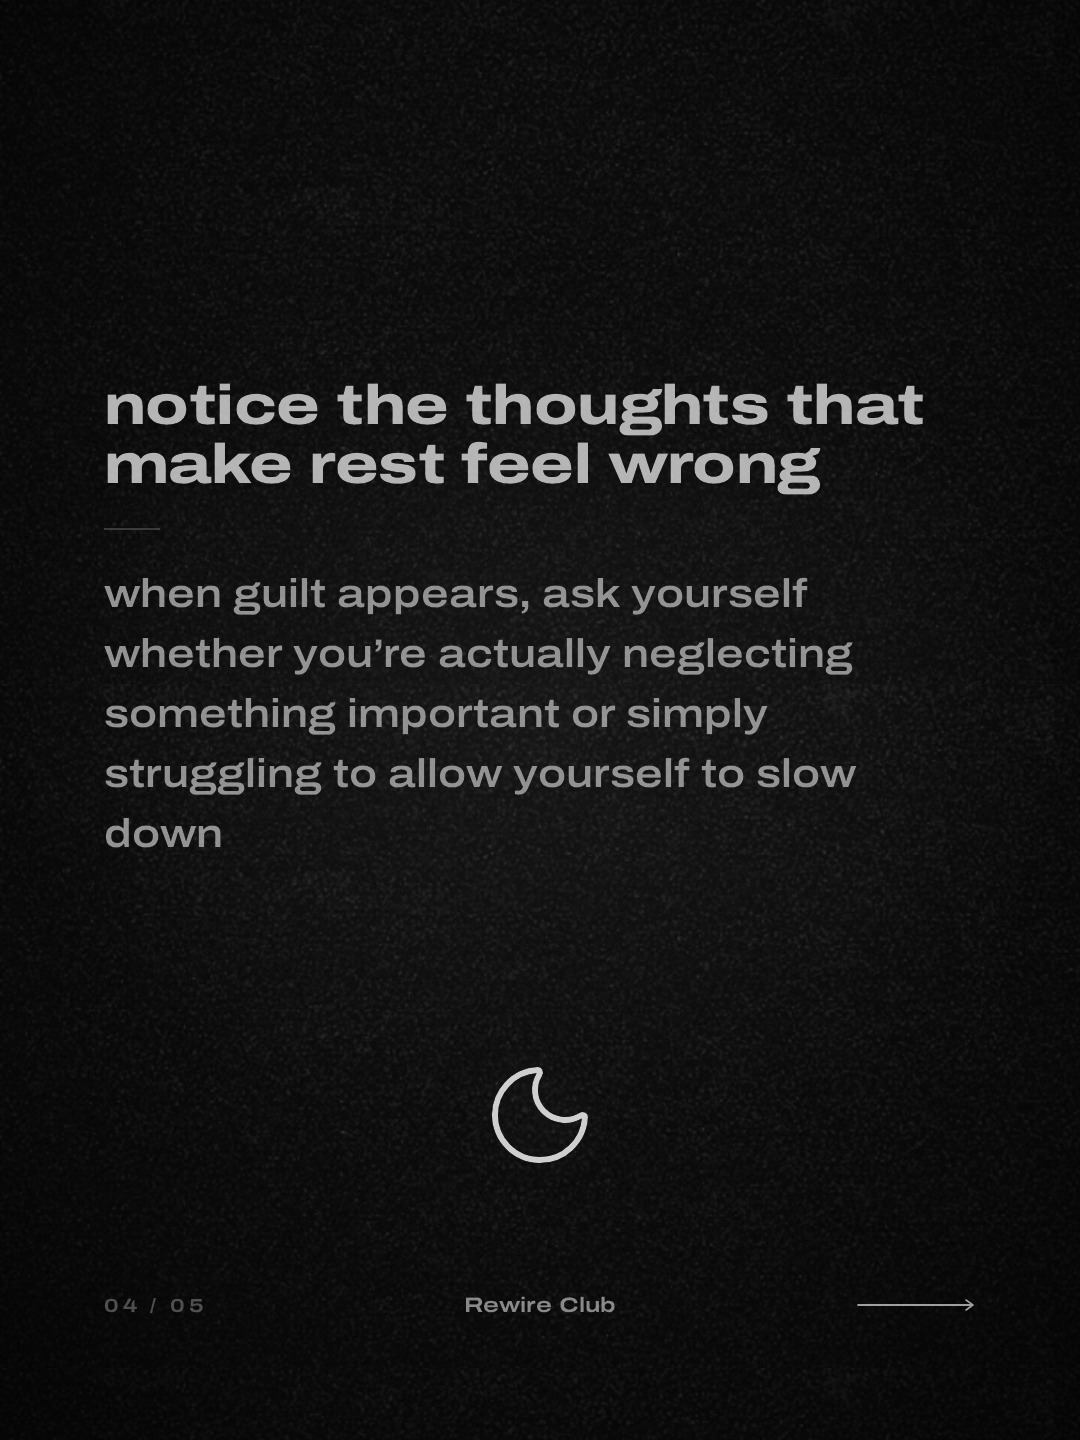 notice the thoughts that
make rest feel wrong
when guilt appears, ask yourself
whether you’re actually neglecting
something important or simply
struggling to allow yourself to slow
down
04 / 05
Rewire Club